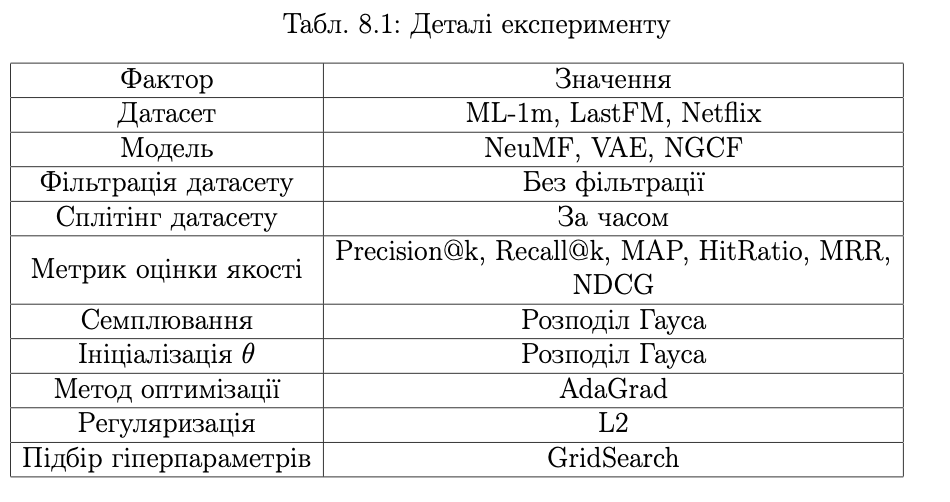 Табл. 8.1: Деталі експерименту
Фактор Значення
Датасет ML-1m, LastFM, Netflix
Модель NeuMF, VAE, NGCF
Фільтрація датасету Без фільтрації
Сплітінг датасету За часом
Метрик оцінки якості Precision@k, Recall@k, MAP, HitRatio, MRR,
NDCG
Семплювання Розподіл Гауса
Ініціалізація θ Розподіл Гауса
Метод оптимізації AdaGrad
Регуляризація L2
Підбір гіперпараметрів GridSearch